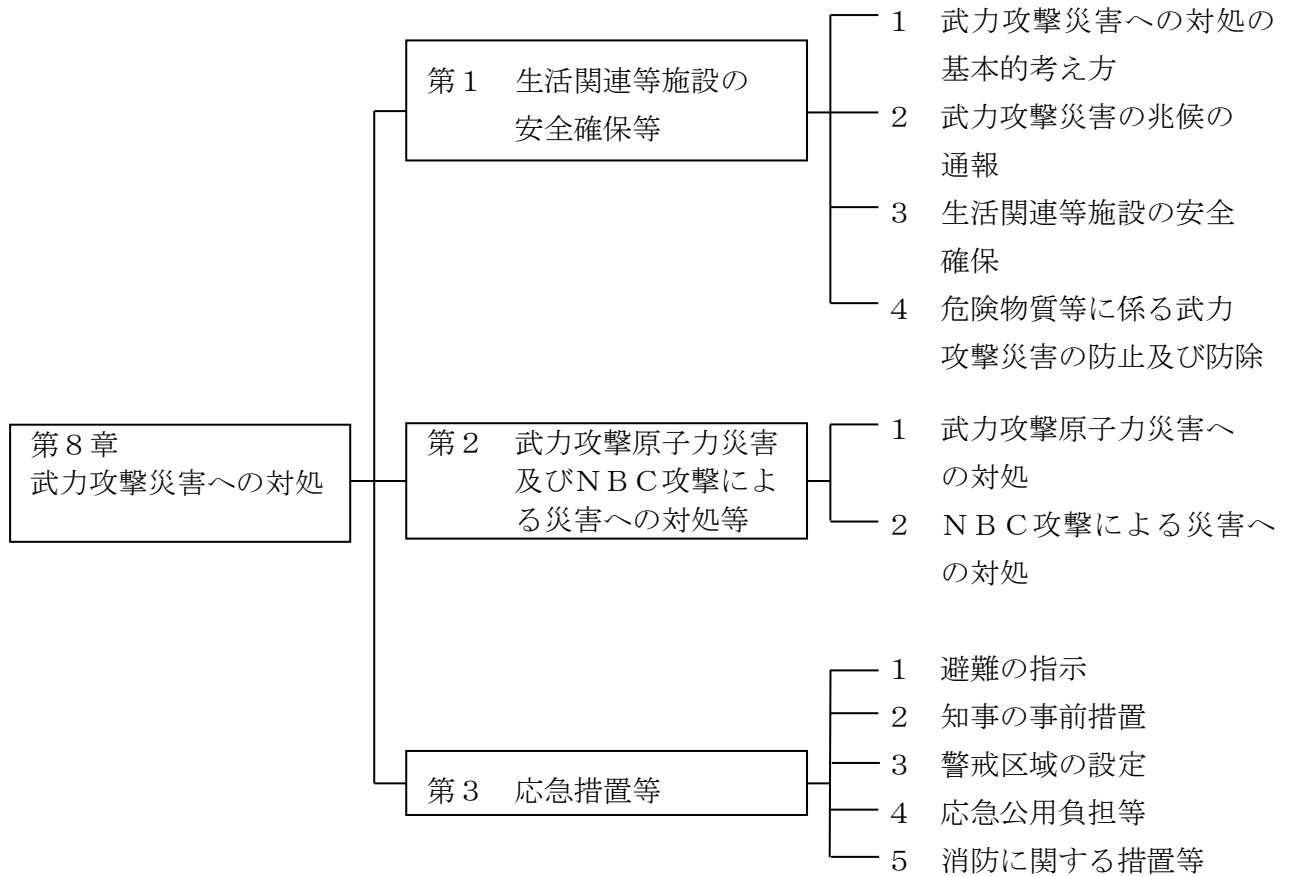 第８章
武力攻撃災害への対処
第１　生活関連等施設の
安全確保等
１　武力攻撃災害への対処の
基本的考え方
２　武力攻撃災害の兆候の
通報
３　生活関連等施設の安全
確保
４　危険物質等に係る武力
攻撃災害の防止及び防除
第２　武力攻撃原子力災害
及びＮＢＣ攻撃によ
る災害への対処等
１　武力攻撃原子力災害へ
の対処
２　ＮＢＣ攻撃による災害へ
の対処
第３　応急措置等
１　避難の指示
２　知事の事前措置
３　警戒区域の設定
４　応急公用負担等
５　消防に関する措置等